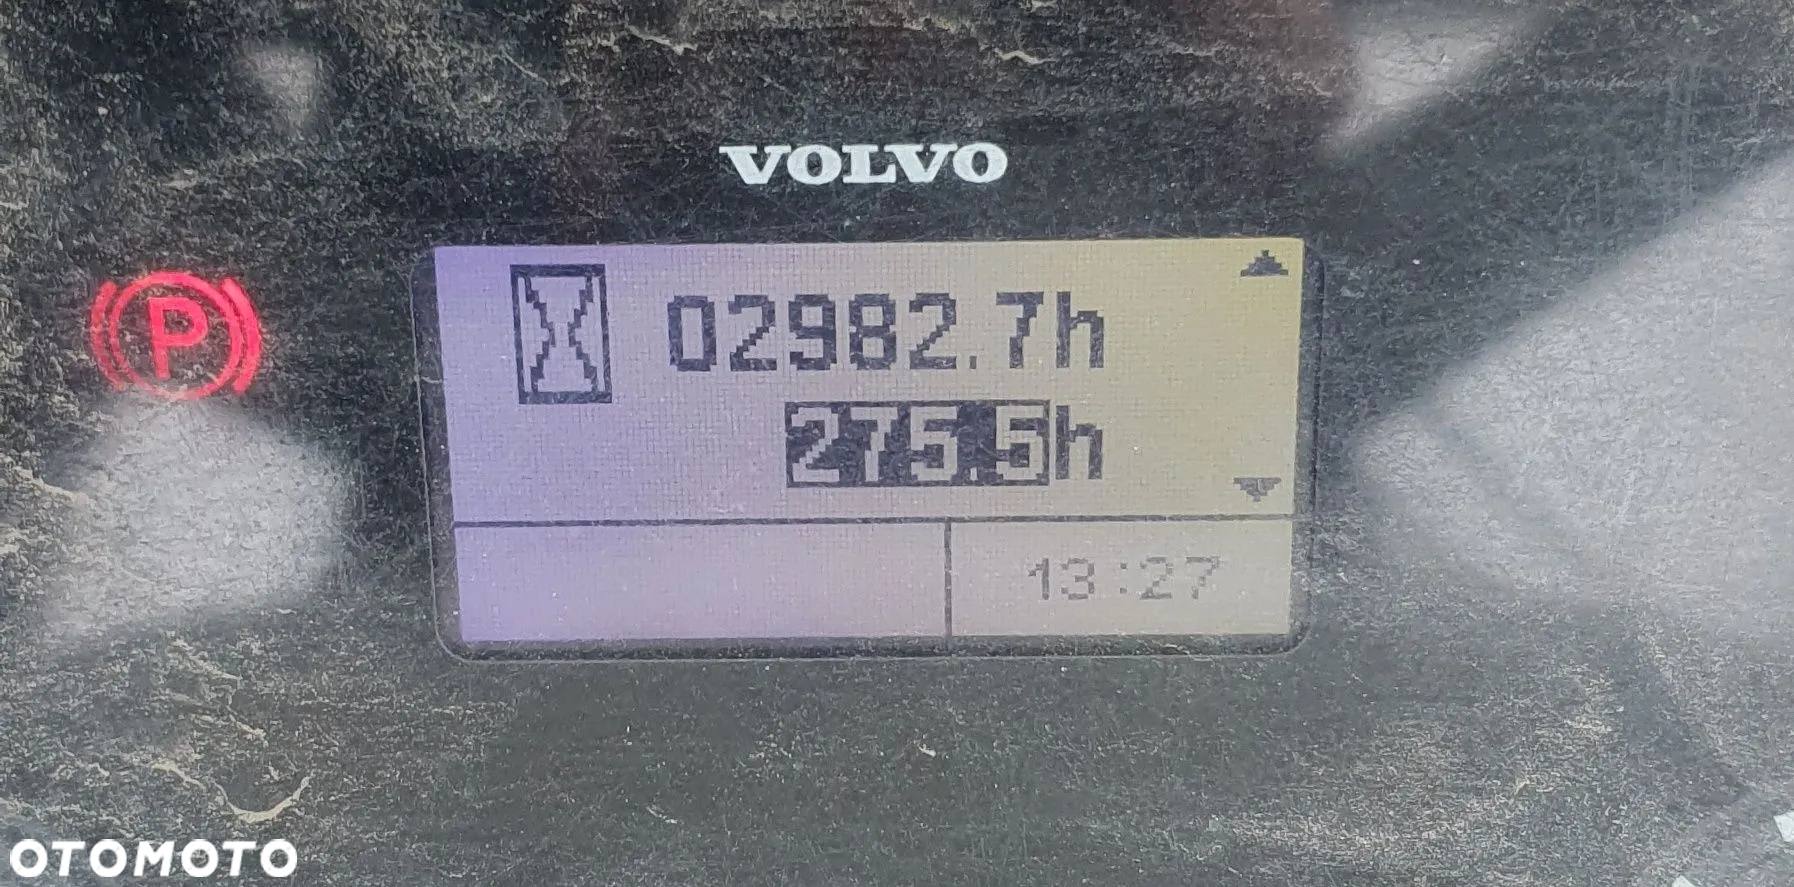 VOLVO
P
02982.7h
275.5h
13:27
OTOMOTO